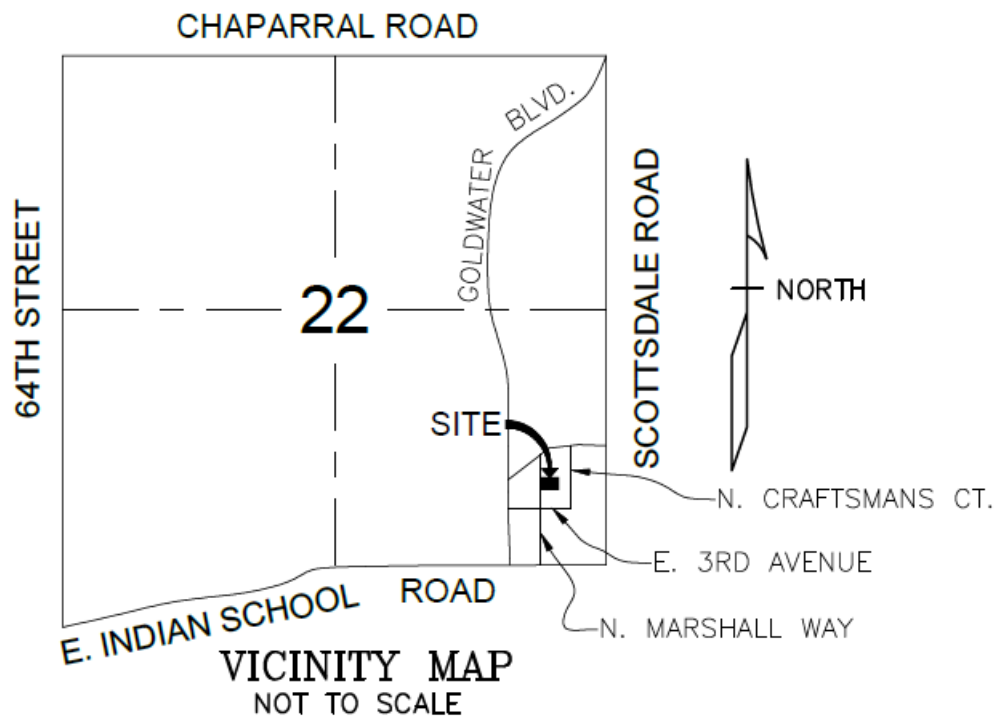 CHAPARRAL ROAD
GOLDWATER BLVD.
64TH STREET
22
SCOTTSDALE ROAD
NORTH
SITE
N. CRAFTSMANS CT.
E. 3RD AVENUE
N. MARSHALL WAY
E. INDIAN SCHOOL ROAD
VICINITY MAP
NOT TO SCALE